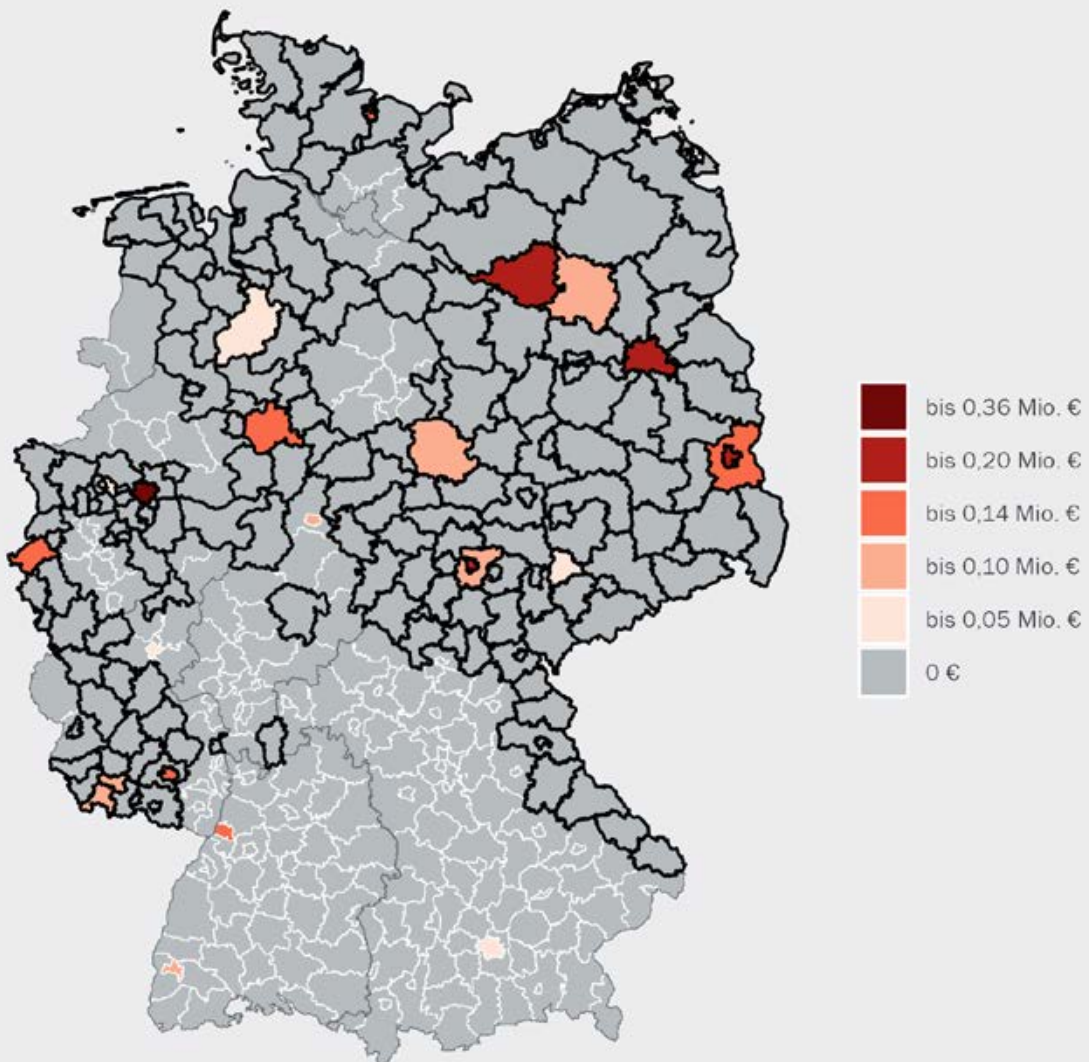 bis 0,36 Mio. €
bis 0,20 Mio. €
bis 0,14 Mio. €
bis 0,10 Mio. €
bis 0,05 Mio. €
0 €